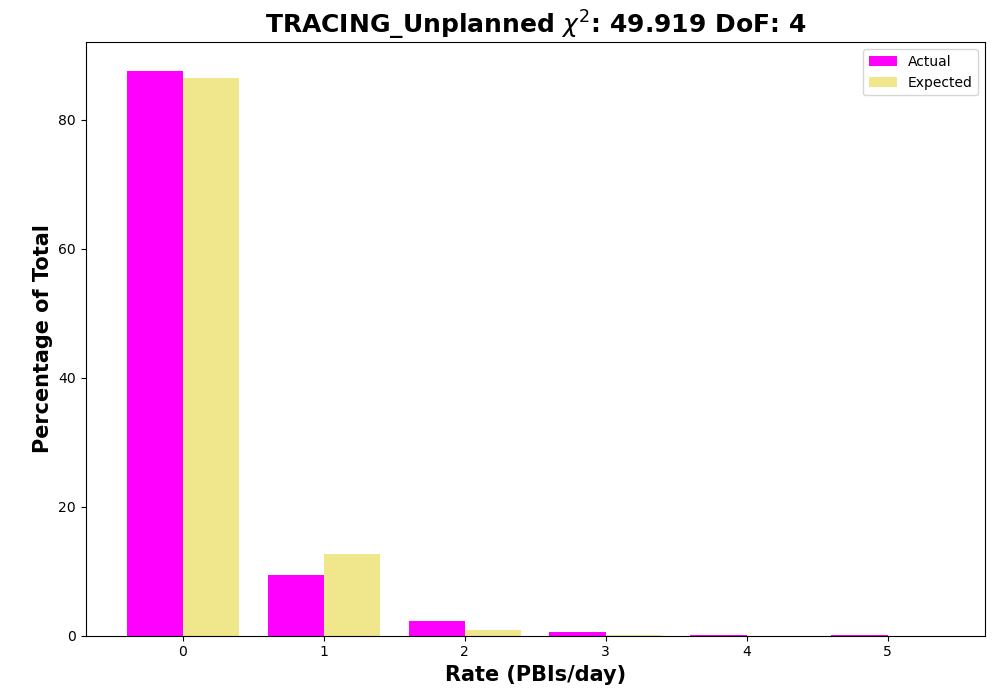 TRACING_Unplanned χ²: 49.919 DoF: 4
Actual
Expected
Percentage of Total
80
60
40
20
0
0 1 2 3 4 5
Rate (PBIs/day)